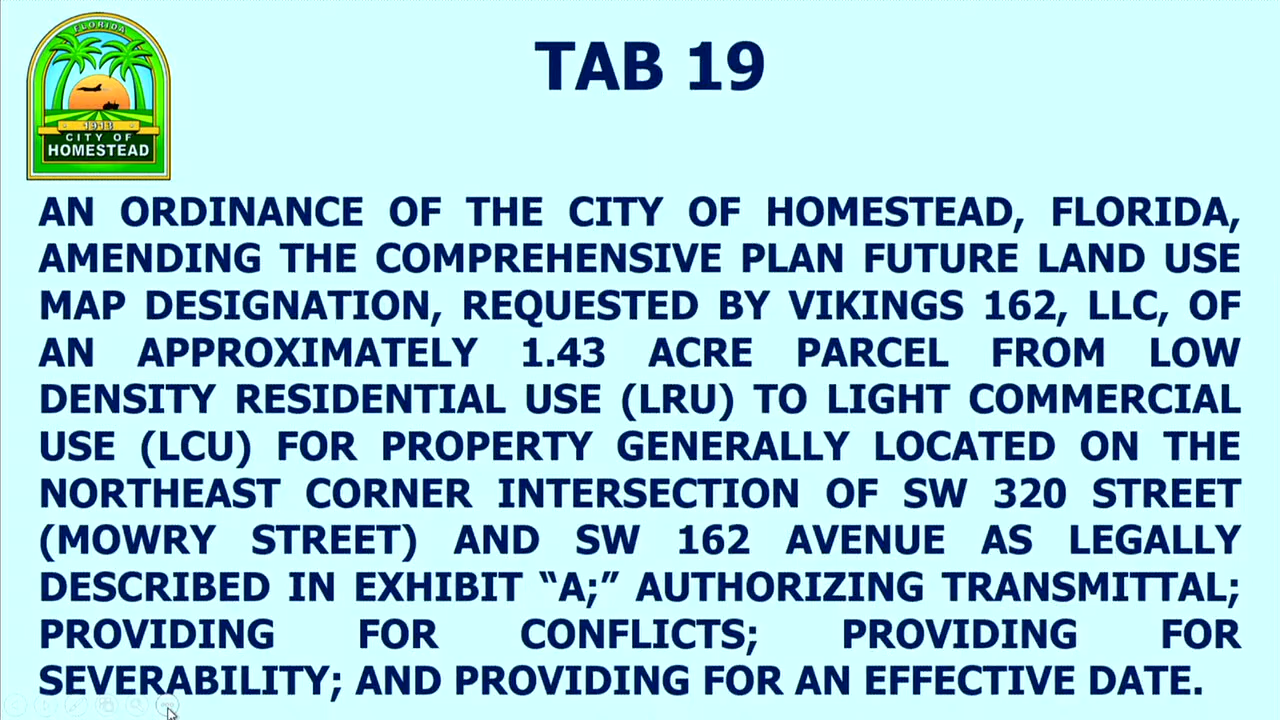 FLORIDA
1913
CITY OF
HOMESTEAD
TAB 19
AN ORDINANCE OF THE CITY OF HOMESTEAD, FLORIDA,
AMENDING THE COMPREHENSIVE PLAN FUTURE LAND USE
MAP DESIGNATION, REQUESTED BY VIKINGS 162, LLC, OF
AN APPROXIMATELY 1.43 ACRE PARCEL FROM LOW
DENSITY RESIDENTIAL USE (LRU) TO LIGHT COMMERCIAL
USE (LCU) FOR PROPERTY GENERALLY LOCATED ON THE
NORTHEAST CORNER INTERSECTION OF SW 320 STREET
(MOWRY STREET) AND SW 162 AVENUE AS LEGALLY
DESCRIBED IN EXHIBIT “A;” AUTHORIZING TRANSMITTAL;
PROVIDING FOR CONFLICTS; PROVIDING FOR
SEVERABILITY; AND PROVIDING FOR AN EFFECTIVE DATE.